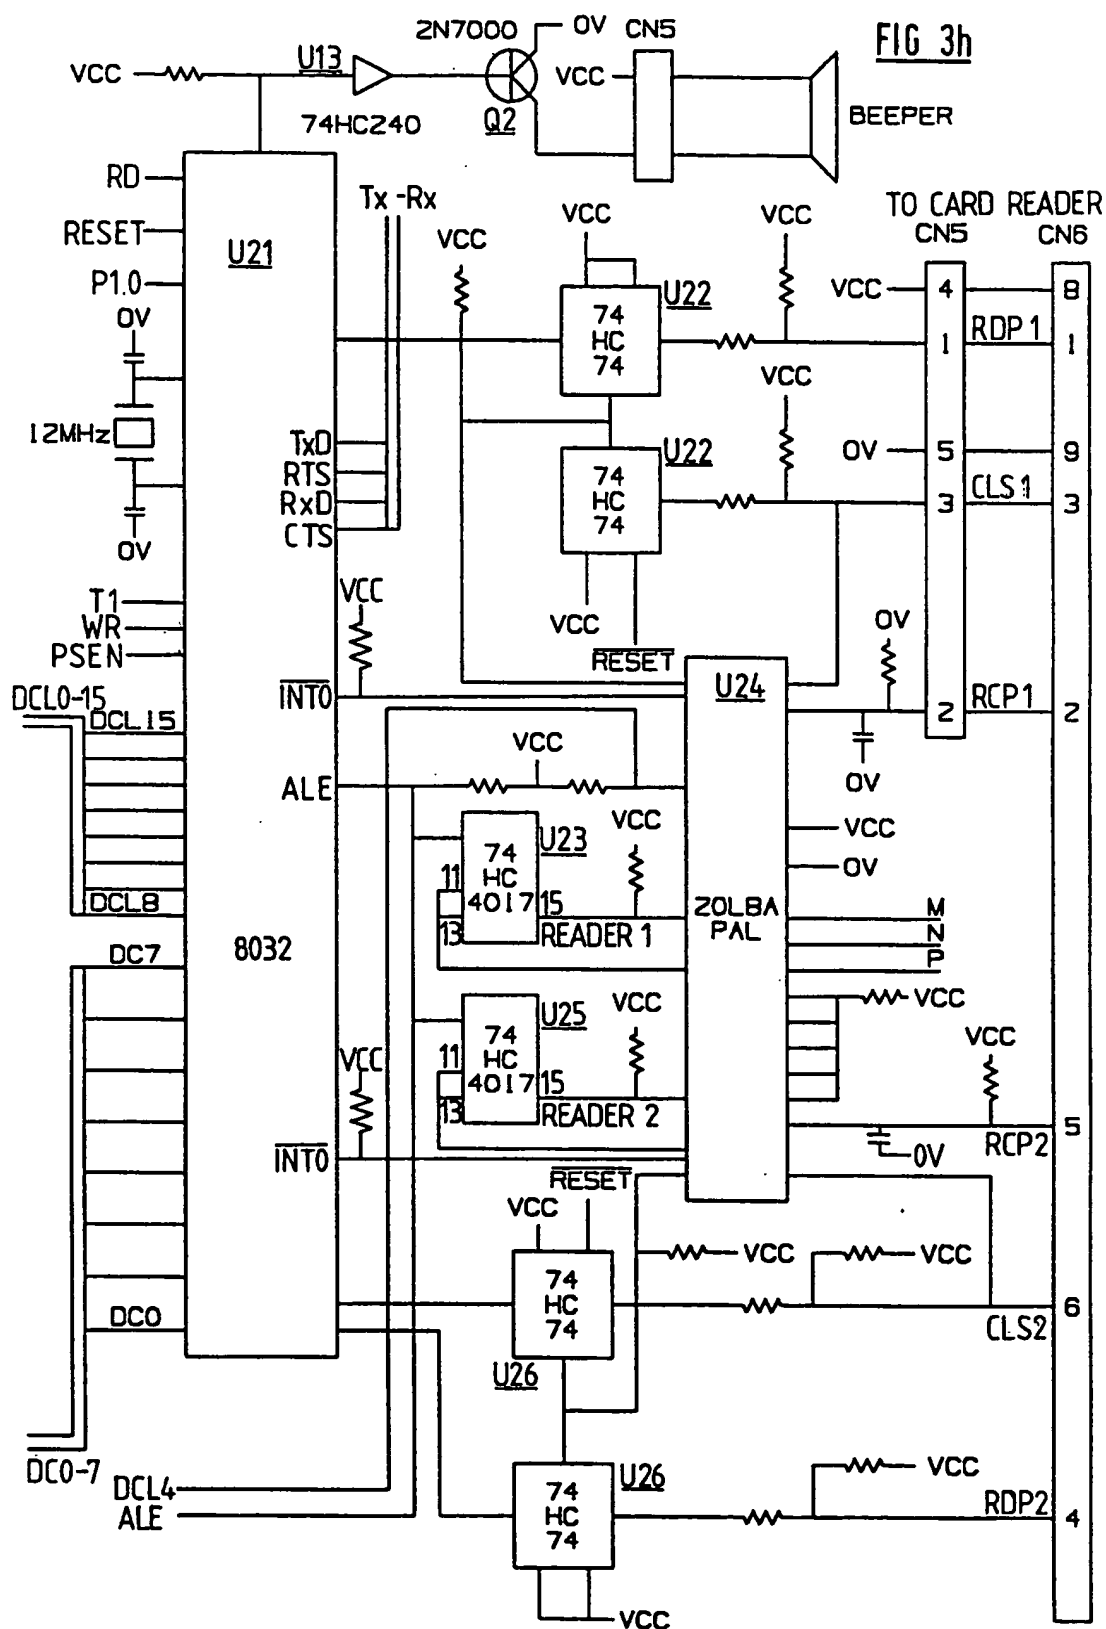 FIG 3h
2N7000
0V
CN5
VCC
U13
VCC
74HC240
Q2
BEEPER
RD
RESET
P1.0
0V
12MHz
0V
T1
WR
PSEN
DCL0-15
DCL15
DCL8
DC7
DC0
DC0-7
DCL4
ALE
U21
8032
Tx-Rx
TxD
RTS
RxD
CTS
VCC
INT0
ALE
VCC
INT0
VCC
VCC
U22
74
HC
74
VCC
U22
74
HC
74
VCC
VCC
RESET
TO CARD READER
CN5
CN6
VCC
4
8
1
RDP1
1
0V
5
9
3
CLS1
3
0V
2
RCP1
2
0V
U24
20L8A
PAL
VCC
U23
74
HC
4017
11
13
15
READER 1
VCC
VCC
0V
M
N
P
VCC
U25
74
HC
4017
11
13
15
READER 2
VCC
VCC
RCP2
5
0V
RESET
VCC
74
HC
74
U26
VCC
VCC
CLS2
6
U26
74
HC
74
VCC
VCC
RDP2
4